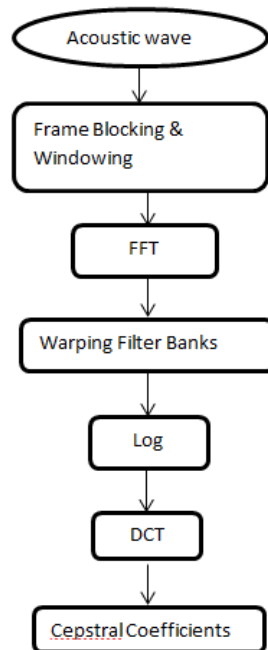 Acoustic wave
Frame Blocking &
Windowing
FFT
Warping Filter Banks
Log
DCT
Cepstral Coefficients